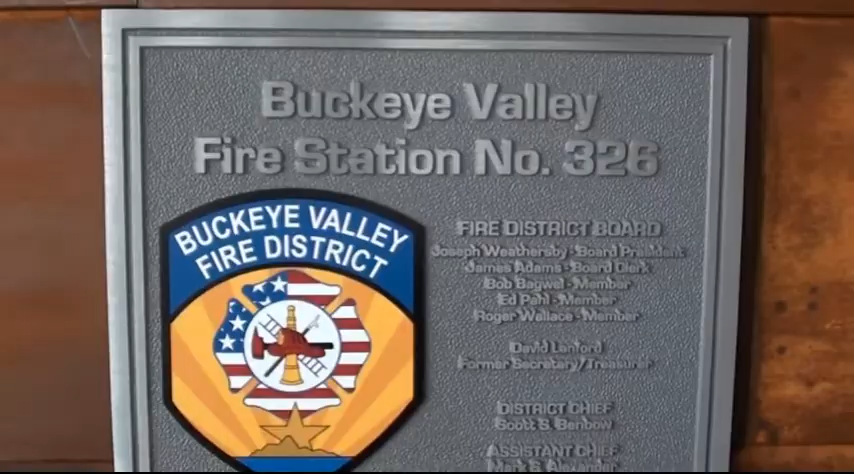 Buckeye Valley
Fire Station No. 326
BUCKEYE VALLEY
FIRE DISTRICT
FIRE DISTRICT BOARD
Joseph Weathersby - Board President
James Adams - Board Clerk
Bob Bagwel - Member
Ed Pahl - Member
Roger Wallace - Member
David Lanford
Former Secretary/Treasurer
DISTRICT CHIEF
Scott S. Benbow
ASSISTANT CHIEF
Mark S. Alexander